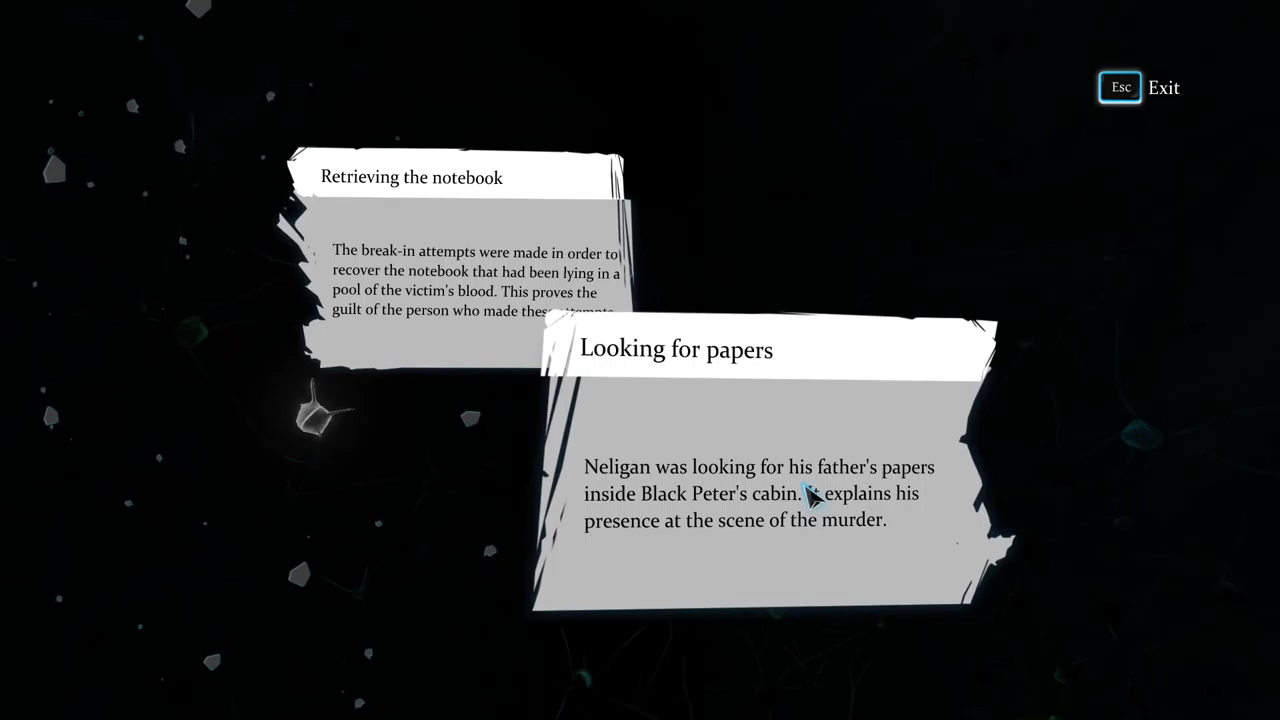 Esc Exit
Retrieving the notebook
The break-in attempts were made in order to
recover the notebook that had been lying in a
pool of the victim's blood. This proves the
guilt of the person who made these attempts
Looking for papers
Neligan was looking for his father's papers
inside Black Peter's cabin. explains his
presence at the scene of the murder.